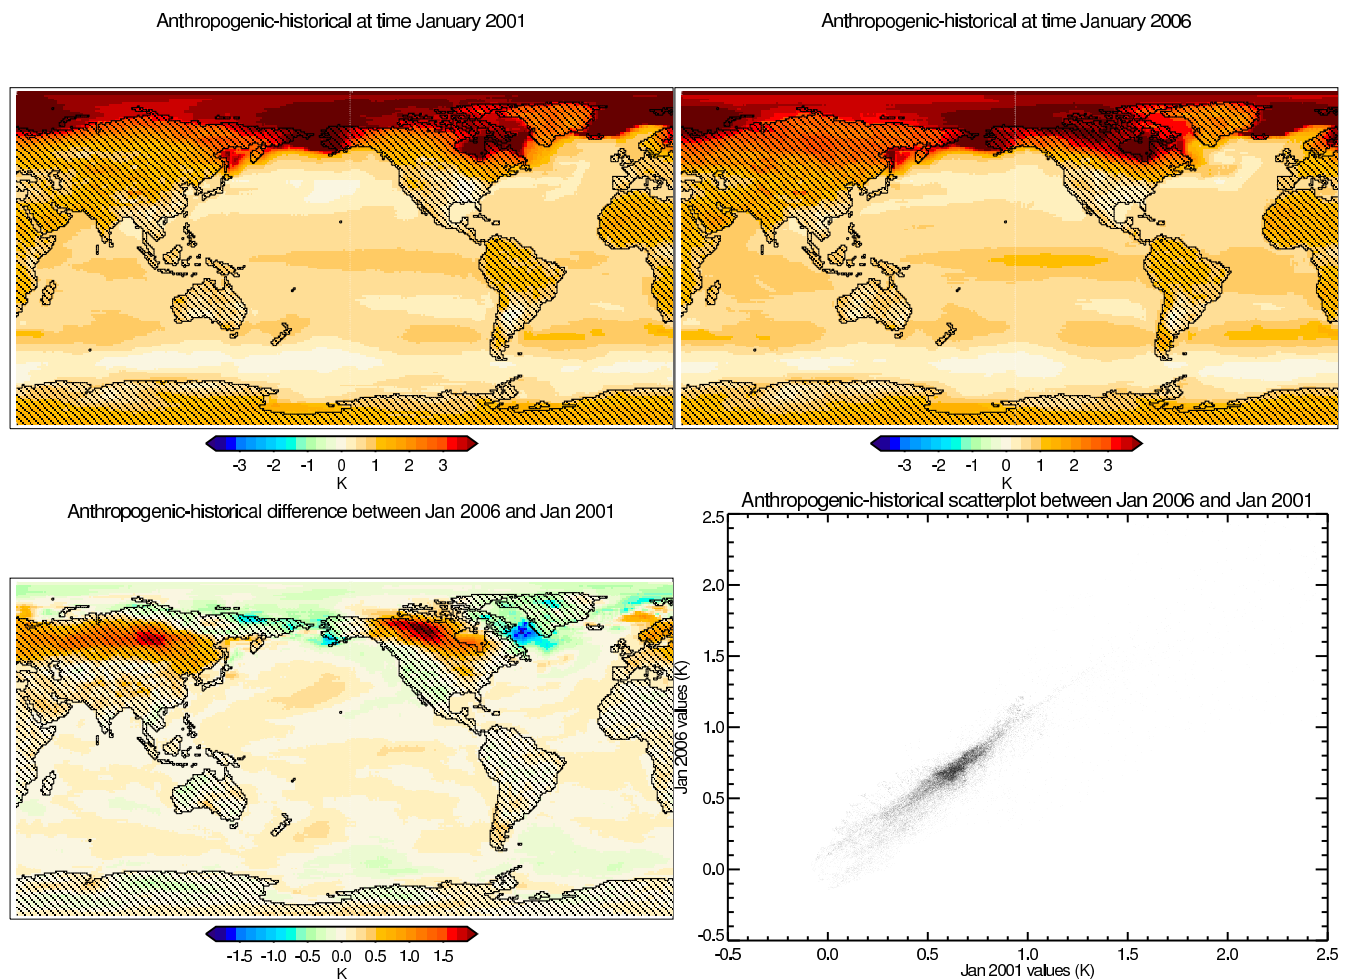 Anthropogenic-historical at time January 2001
Anthropogenic-historical at time January 2006
-3 -2 -1 0 1 2 3
K
-3 -2 -1 0 1 2 3
K
Anthropogenic-historical difference between Jan 2006 and Jan 2001
-1.5 -1.0 -0.5 0.0 0.5 1.0 1.5
K
Anthropogenic-historical scatterplot between Jan 2006 and Jan 2001
2.5
2.0
1.5
1.0
0.5
0.0
-0.5
Jan 2006 values (K)
-0.5 0.0 0.5 1.0 1.5 2.0 2.5
Jan 2001 values (K)